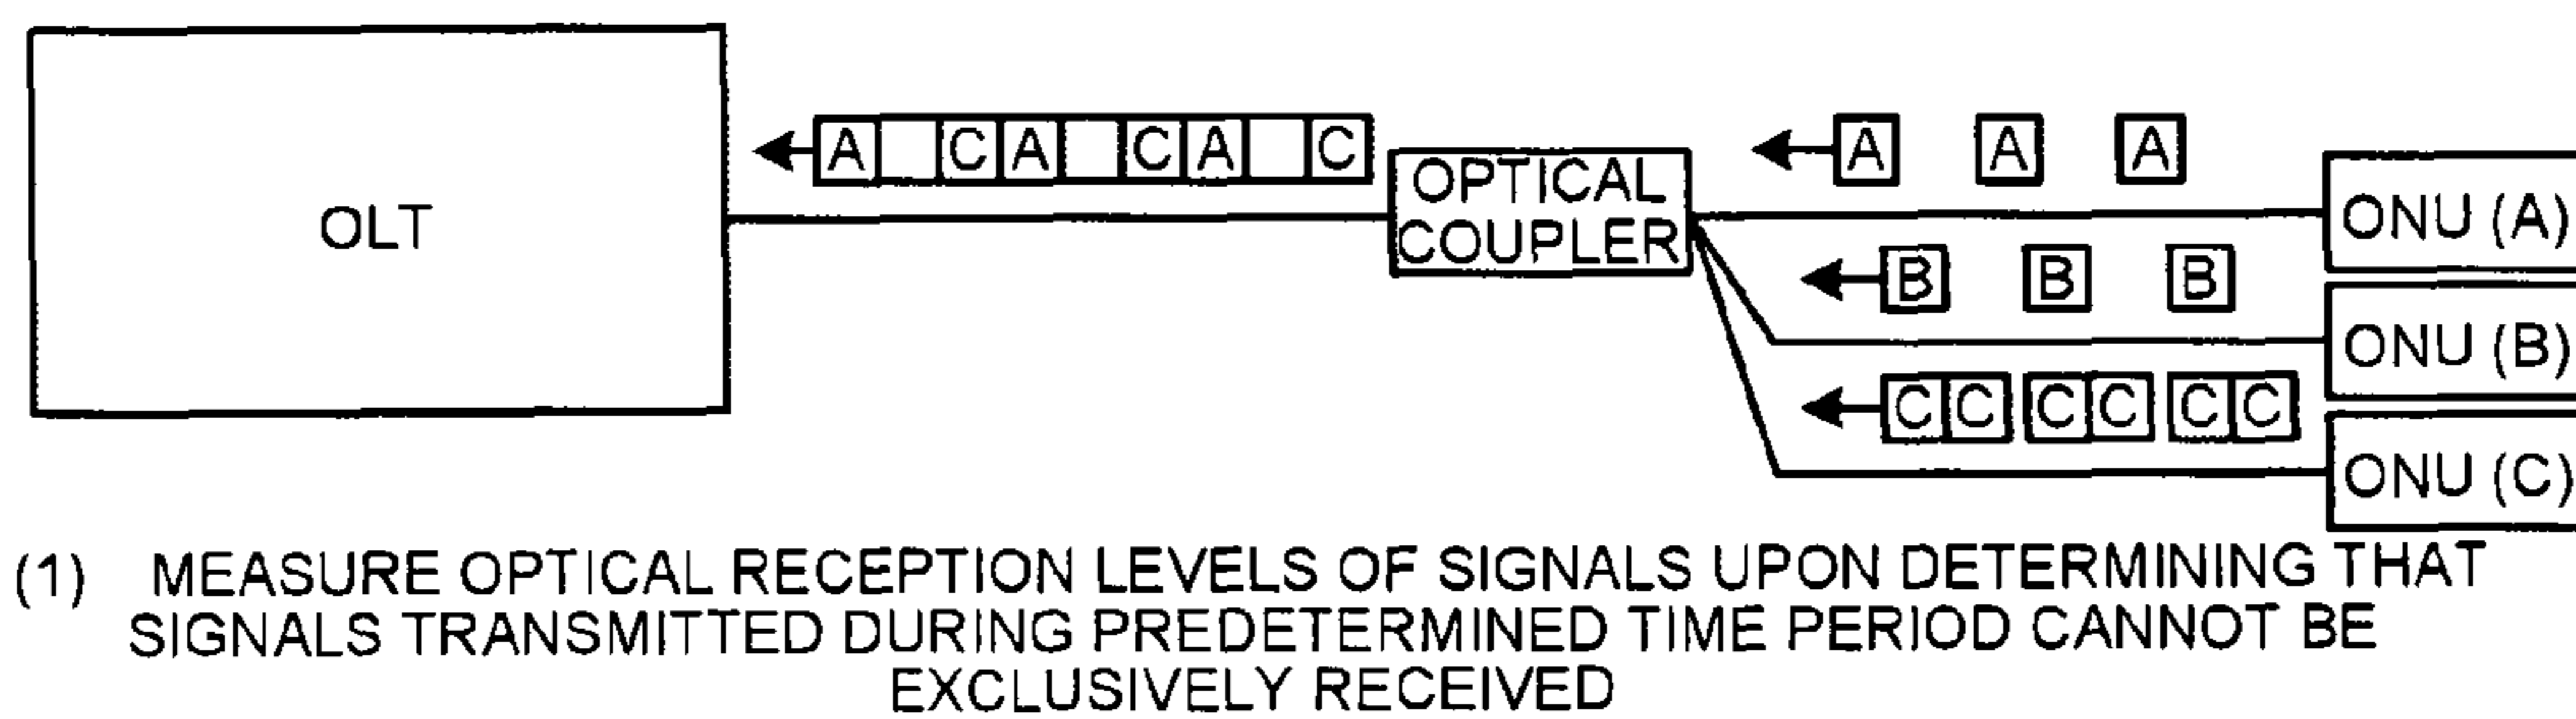 OLT
A C A C A C
OPTICAL
COUPLER
A A A
ONU (A)
B B B
ONU (B)
C C C C C C
ONU (C)
(1) MEASURE OPTICAL RECEPTION LEVELS OF SIGNALS UPON DETERMINING THAT
SIGNALS TRANSMITTED DURING PREDETERMINED TIME PERIOD CANNOT BE
EXCLUSIVELY RECEIVED